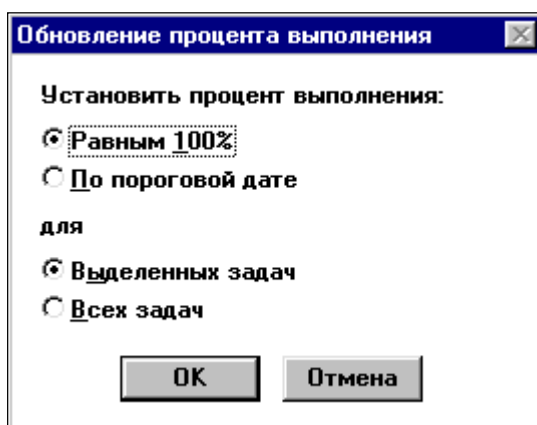 Обновление процента выполнения
Установить процент выполнения:
Равным 100%
По пороговой дате
для
Выделенных задач
Всех задач
OK Отмена